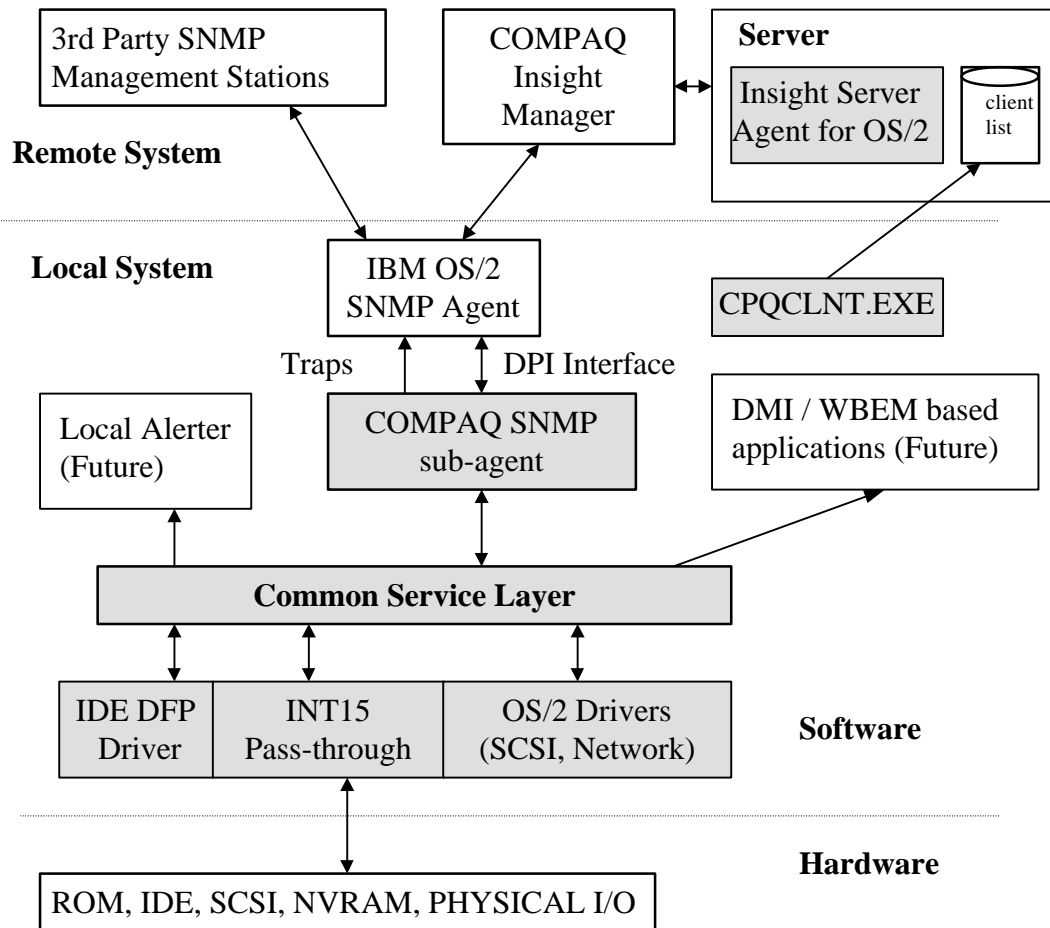 3rd Party SNMP
Management Stations
COMPAQ
Insight
Manager
Server
Insight Server
Agent for OS/2
client
list
Remote System
Local System
IBM OS/2
SNMP Agent
CPQCLNT.EXE
Traps
DPI Interface
Local Alerter
(Future)
COMPAQ SNMP
sub-agent
DMI / WBEM based
applications (Future)
Common Service Layer
IDE DFP
Driver
INT15
Pass-through
OS/2 Drivers
(SCSI, Network)
Software
Hardware
ROM, IDE, SCSI, NVRAM, PHYSICAL I/O